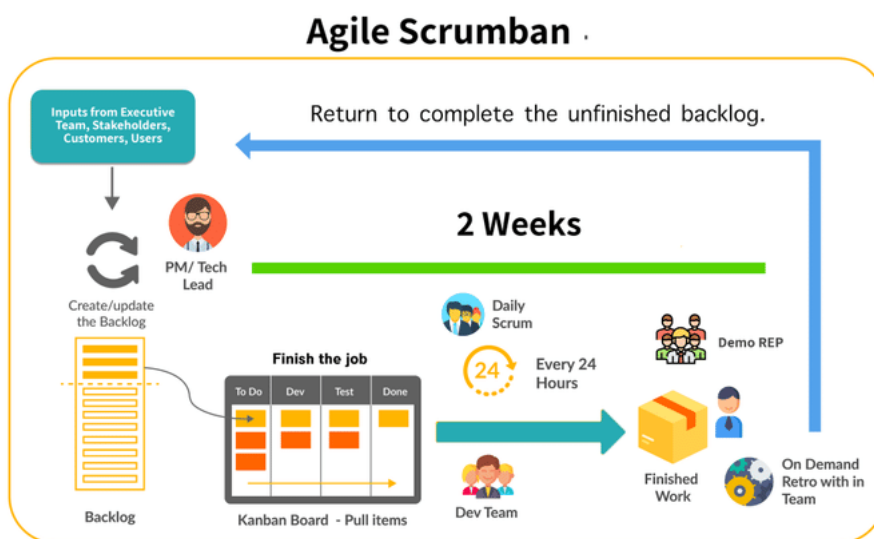 Agile Scrumban
Inputs from Executive
Team, Stakeholders,
Customers, Users
Return to complete the unfinished backlog.
2 Weeks
PM/ Tech
Lead
Create/update
the Backlog
Daily
Scrum
24
Every 24
Hours
Demo REP
Finish the job
To Do
Dev
Test
Done
Backlog
Kanban Board - Pull items
Dev Team
Finished
Work
On Demand
Retro with in
Team